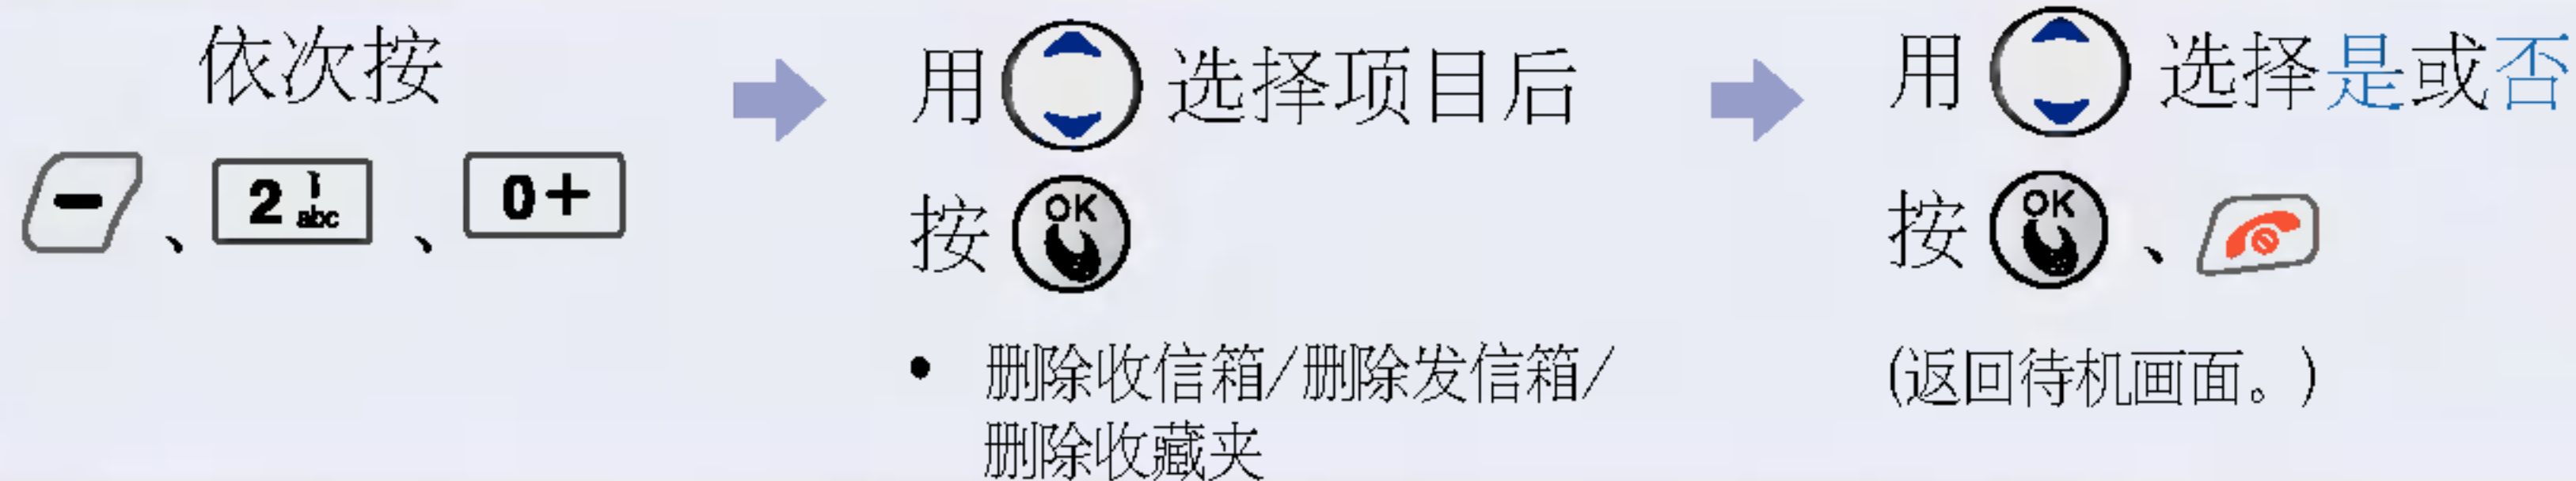 依次按
-、2 abc、0+
用 选择项目后
按 OK
• 删除收信箱/删除发信箱/
删除收藏夹
用 选择是或否
按 OK、
(返回待机画面。)